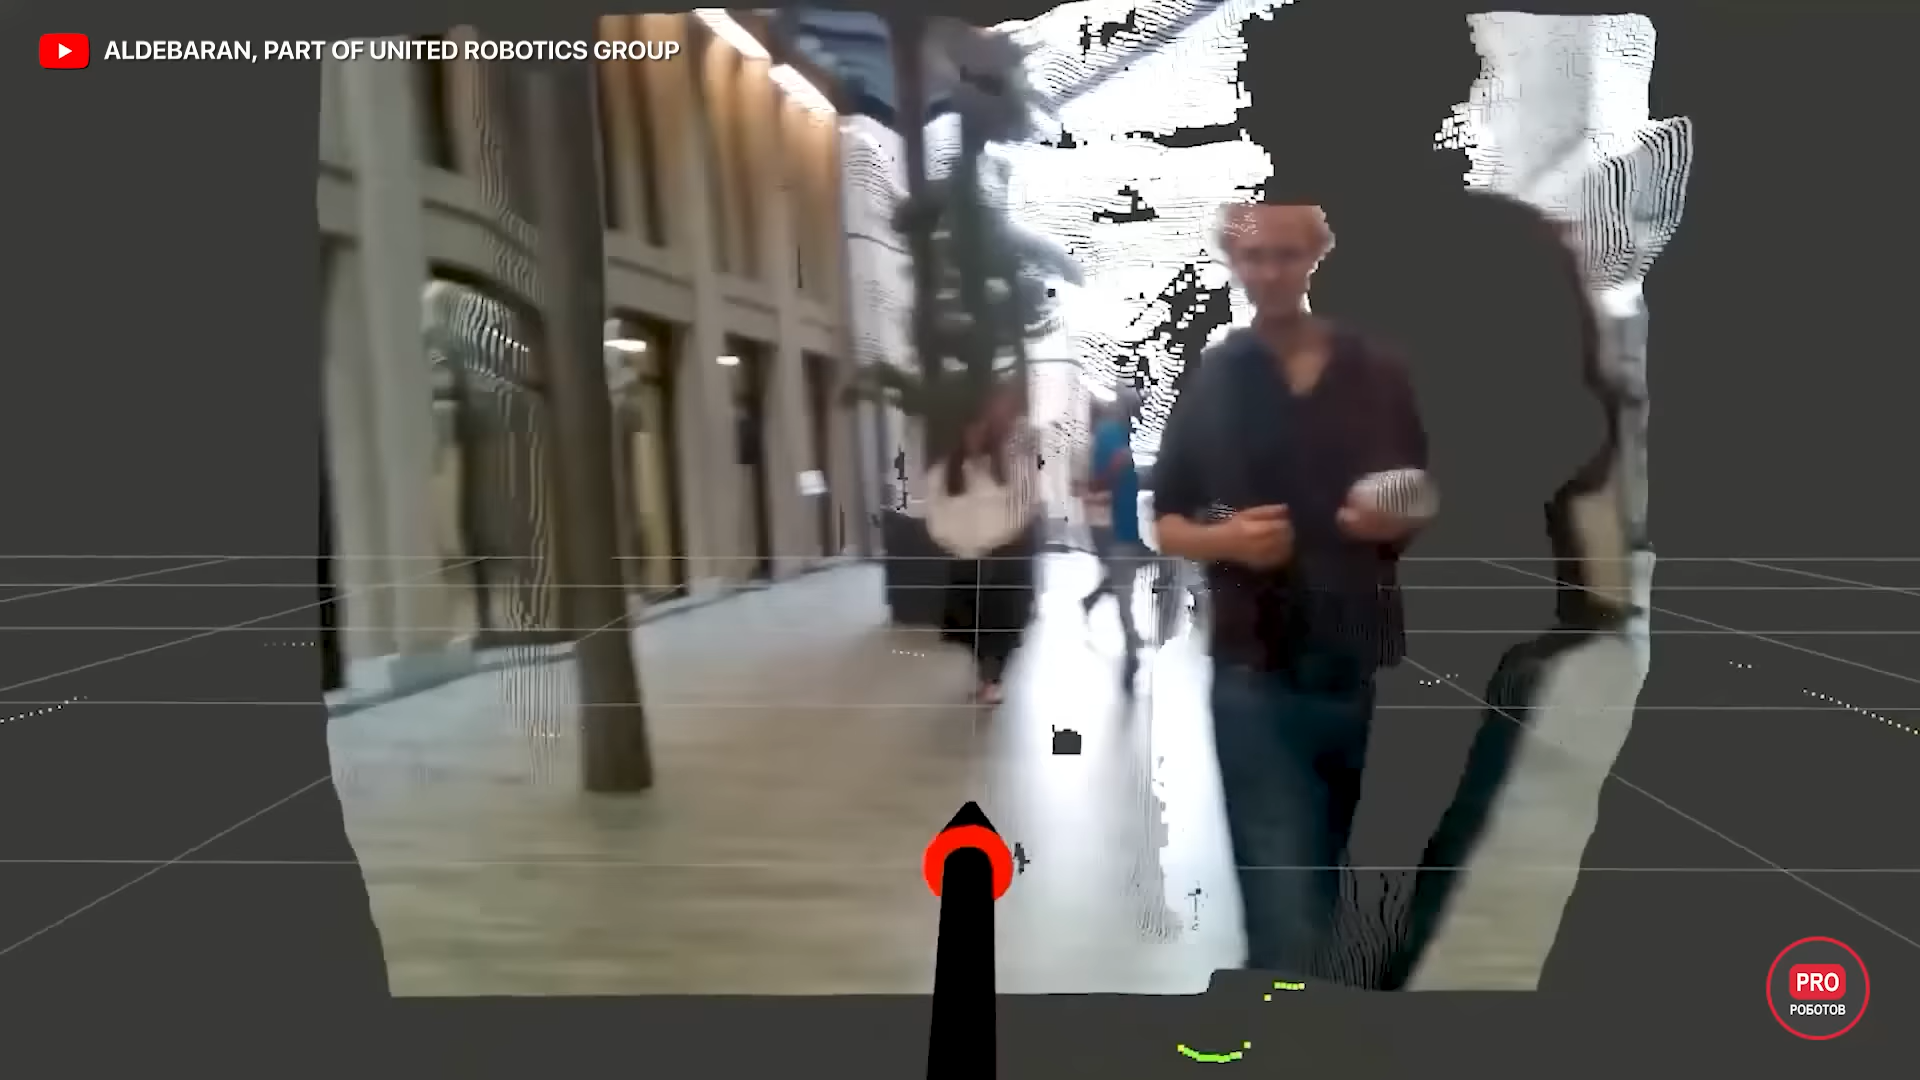 ALDEBARAN, PART OF UNITED ROBOTICS GROUP
PRO
РОБОТОВ